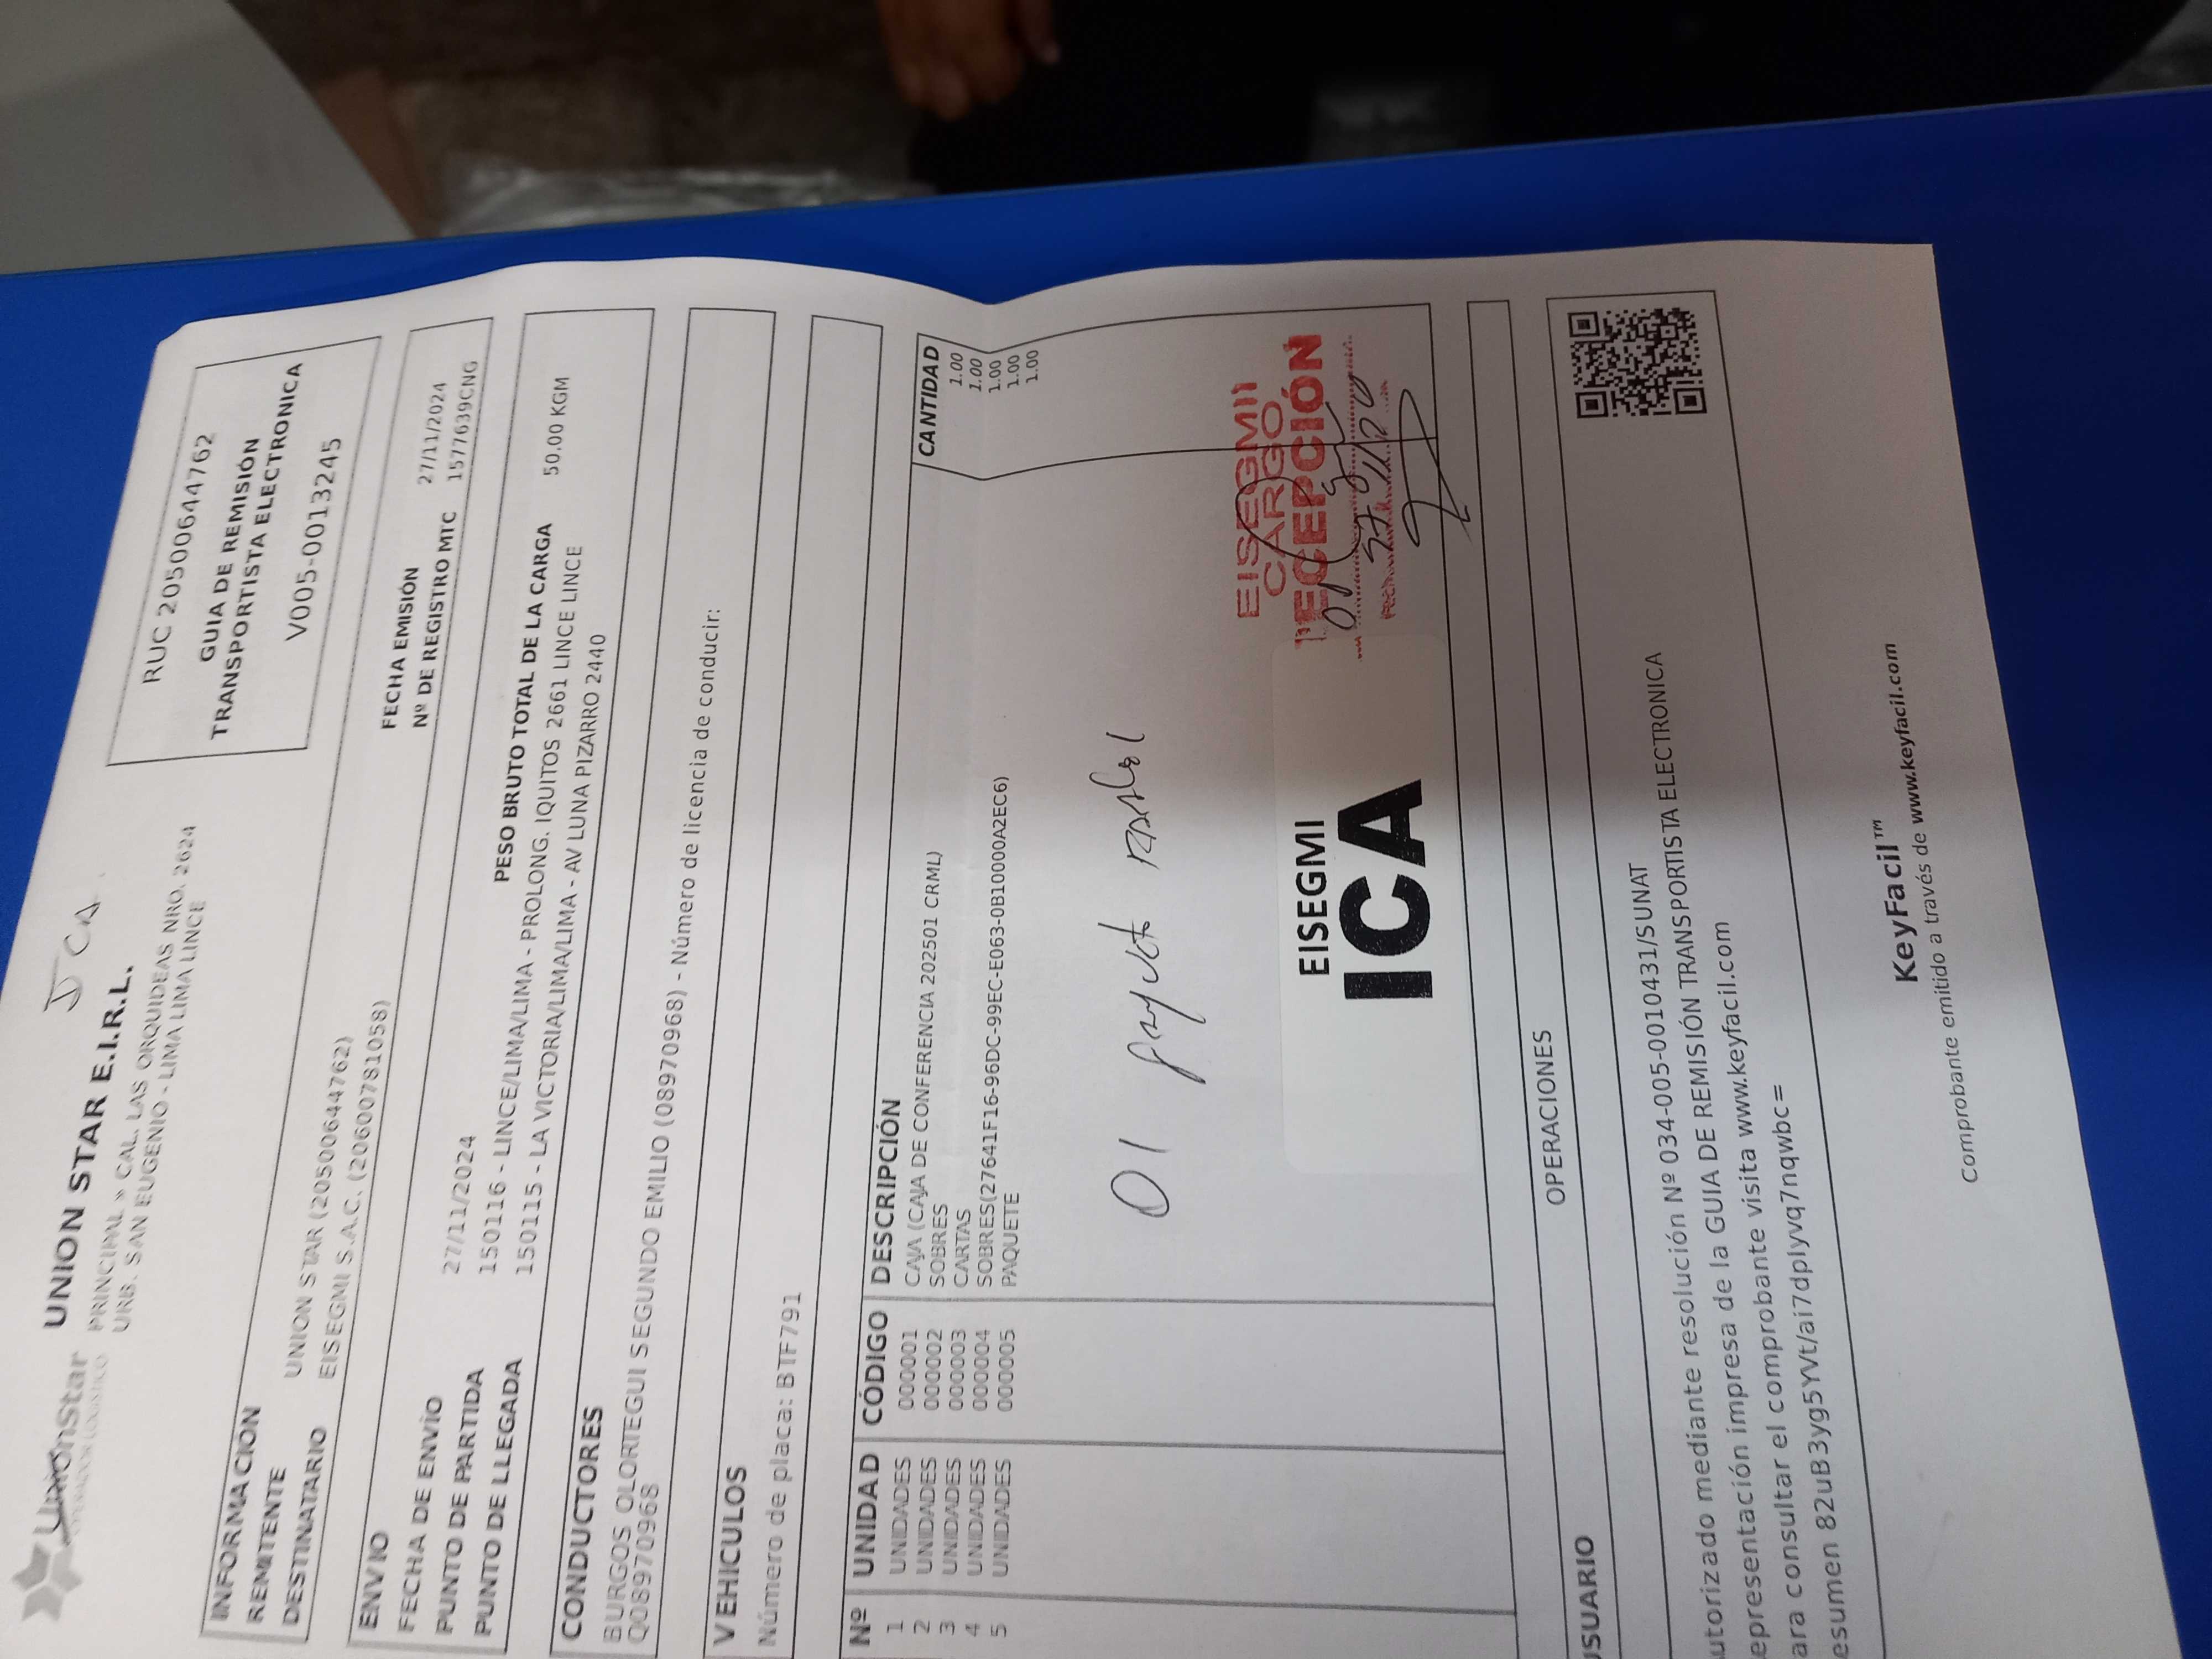 ICA
UnionStar
OPERADOR LOGISTICO
UNION STAR E.I.R.L.
PRINCIPAL » CAL. LAS ORQUIDEAS NRO. 2624
URB. SAN EUGENIO - LIMA LIMA LINCE
RUC 20500644762
GUIA DE REMISIÓN
TRANSPORTISTA ELECTRONICA
V005-0013245
INFORMACION
REMITENTE UNION STAR (20500644762)
DESTINATARIO EISEGMI S.A.C. (20600781058)
ENVIO
FECHA EMISIÓN 27/11/2024
FECHA DE ENVIO 27/11/2024 Nº DE REGISTRO MTC 1577639CNG
PUNTO DE PARTIDA 150116 - LINCE/LIMA/LIMA - PROLONG. IQUITOS 2661 LINCE LINCE
PESO BRUTO TOTAL DE LA CARGA 50.00 KGM
PUNTO DE LLEGADA 150115 - LA VICTORIA/LIMA/LIMA - AV LUNA PIZARRO 2440
CONDUCTORES
BURGOS OLORTEGUI SEGUNDO EMILIO (08970968) - Número de licencia de conducir:
Q08970968
VEHICULOS
Número de placa: BTF791
Nº UNIDAD CÓDIGO DESCRIPCIÓN CANTIDAD
1 UNIDADES 000001 CAJA (CAJA DE CONFERENCIA 202501 CRML) 1.00
2 UNIDADES 000002 SOBRES 1.00
3 UNIDADES 000003 CARTAS 1.00
4 UNIDADES 000004 SOBRES(27641F16-96DC-99EC-E063-0B10000A2EC6) 1.00
5 UNIDADES 000005 PAQUETE 1.00
01
EISEGMI
CARGO
RECEPCIÓN
EISEGMI
ICA
OPERACIONES
USUARIO
utorizado mediante resolución Nº 034-005-0010431/SUNAT
epresentación impresa de la GUIA DE REMISIÓN TRANSPORTISTA ELECTRONICA
ara consultar el comprobante visita www.keyfacil.com
esumen 82uB3yg5YVt/ai7dplyvq7nqwbc=
KeyFacil™
Comprobante emitido a través de www.keyfacil.com